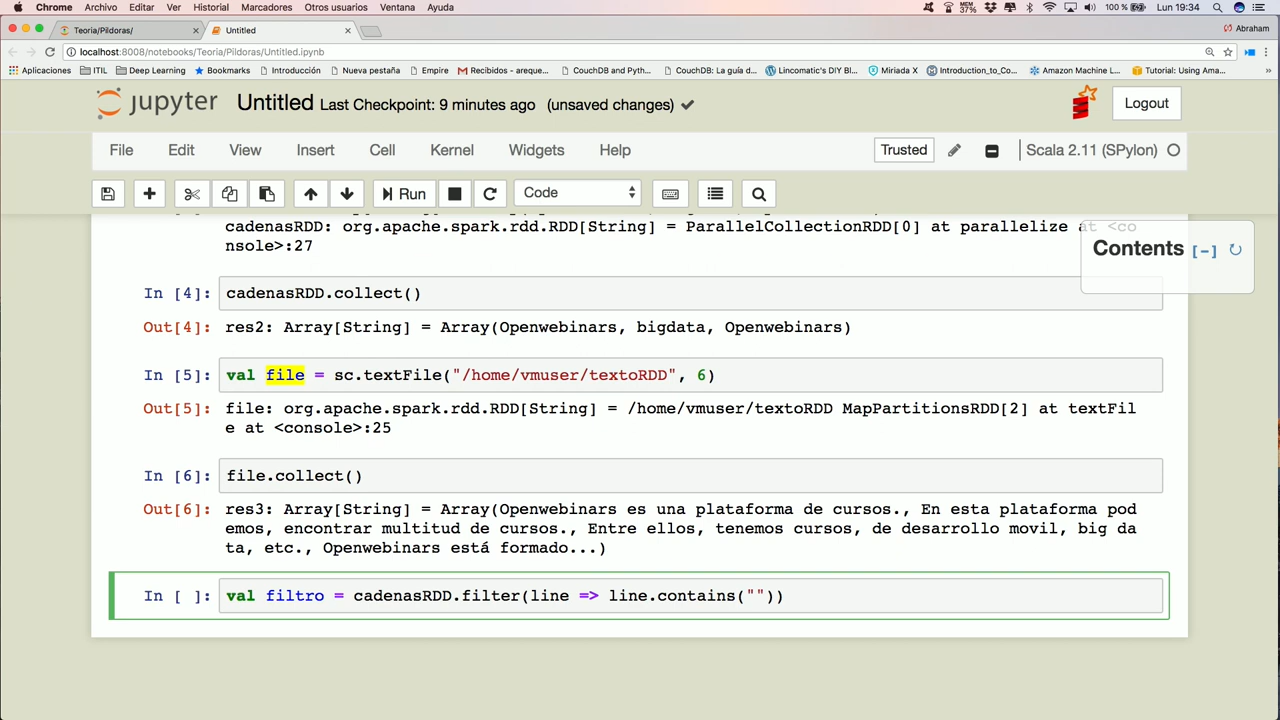 Chrome Archivo Editar Ver Historial Marcadores Otros usuarios Ventana Ayuda MEM 37% 100 % Lun 19:34
Teoria/Pildoras/ Untitled Abraham
localhost:8008/notebooks/Teoria/Pildoras/Untitled.ipynb
Aplicaciones ITIL Deep Learning Bookmarks Introducción Nueva pestaña Empire Recibidos - areque... CouchDB and Pyth... CouchDB: La guía d... Lincomatic's DIY Bl... Miriada X Introduction_to_Co... Amazon Machine L... Tutorial: Using Ama... »
jupyter Untitled Last Checkpoint: 9 minutes ago (unsaved changes) Logout
File Edit View Insert Cell Kernel Widgets Help Trusted Scala 2.11 (SPylon)
Run Code
cadenasRDD: org.apache.spark.rdd.RDD[String] = ParallelCollectionRDD[0] at parallelize at <co
nsole>:27
Contents [-]
In [4]: cadenasRDD.collect()
Out[4]: res2: Array[String] = Array(Openwebinars, bigdata, Openwebinars)
In [5]: val file = sc.textFile("/home/vmuser/textoRDD", 6)
Out[5]: file: org.apache.spark.rdd.RDD[String] = /home/vmuser/textoRDD MapPartitionsRDD[2] at textFil
e at <console>:25
In [6]: file.collect()
Out[6]: res3: Array[String] = Array(Openwebinars es una plataforma de cursos., En esta plataforma pod
emos, encontrar multitud de cursos., Entre ellos, tenemos cursos, de desarrollo movil, big da
ta, etc., Openwebinars está formado...)
In [ ]: val filtro = cadenasRDD.filter(line => line.contains(""))